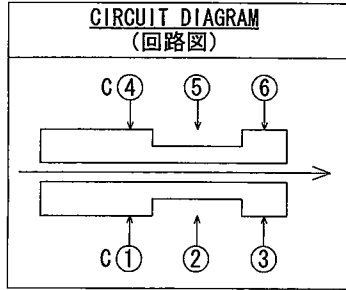 CIRCUIT DIAGRAM
(回路図)
C④ ⑤ ⑥
C① ② ③